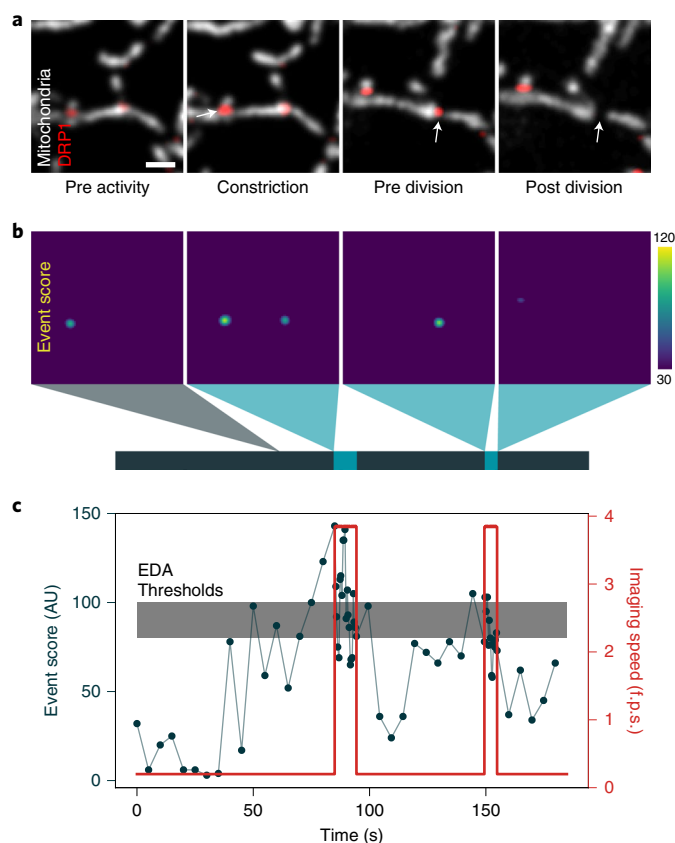 a
Mitochondria
DRP1
Pre activity
Constriction
Pre division
Post division
b
Event score
120
30
c
150
100
50
0
Event score (AU)
EDA
Thresholds
4
3
2
1
0
Imaging speed (f.p.s.)
0
50
100
150
Time (s)